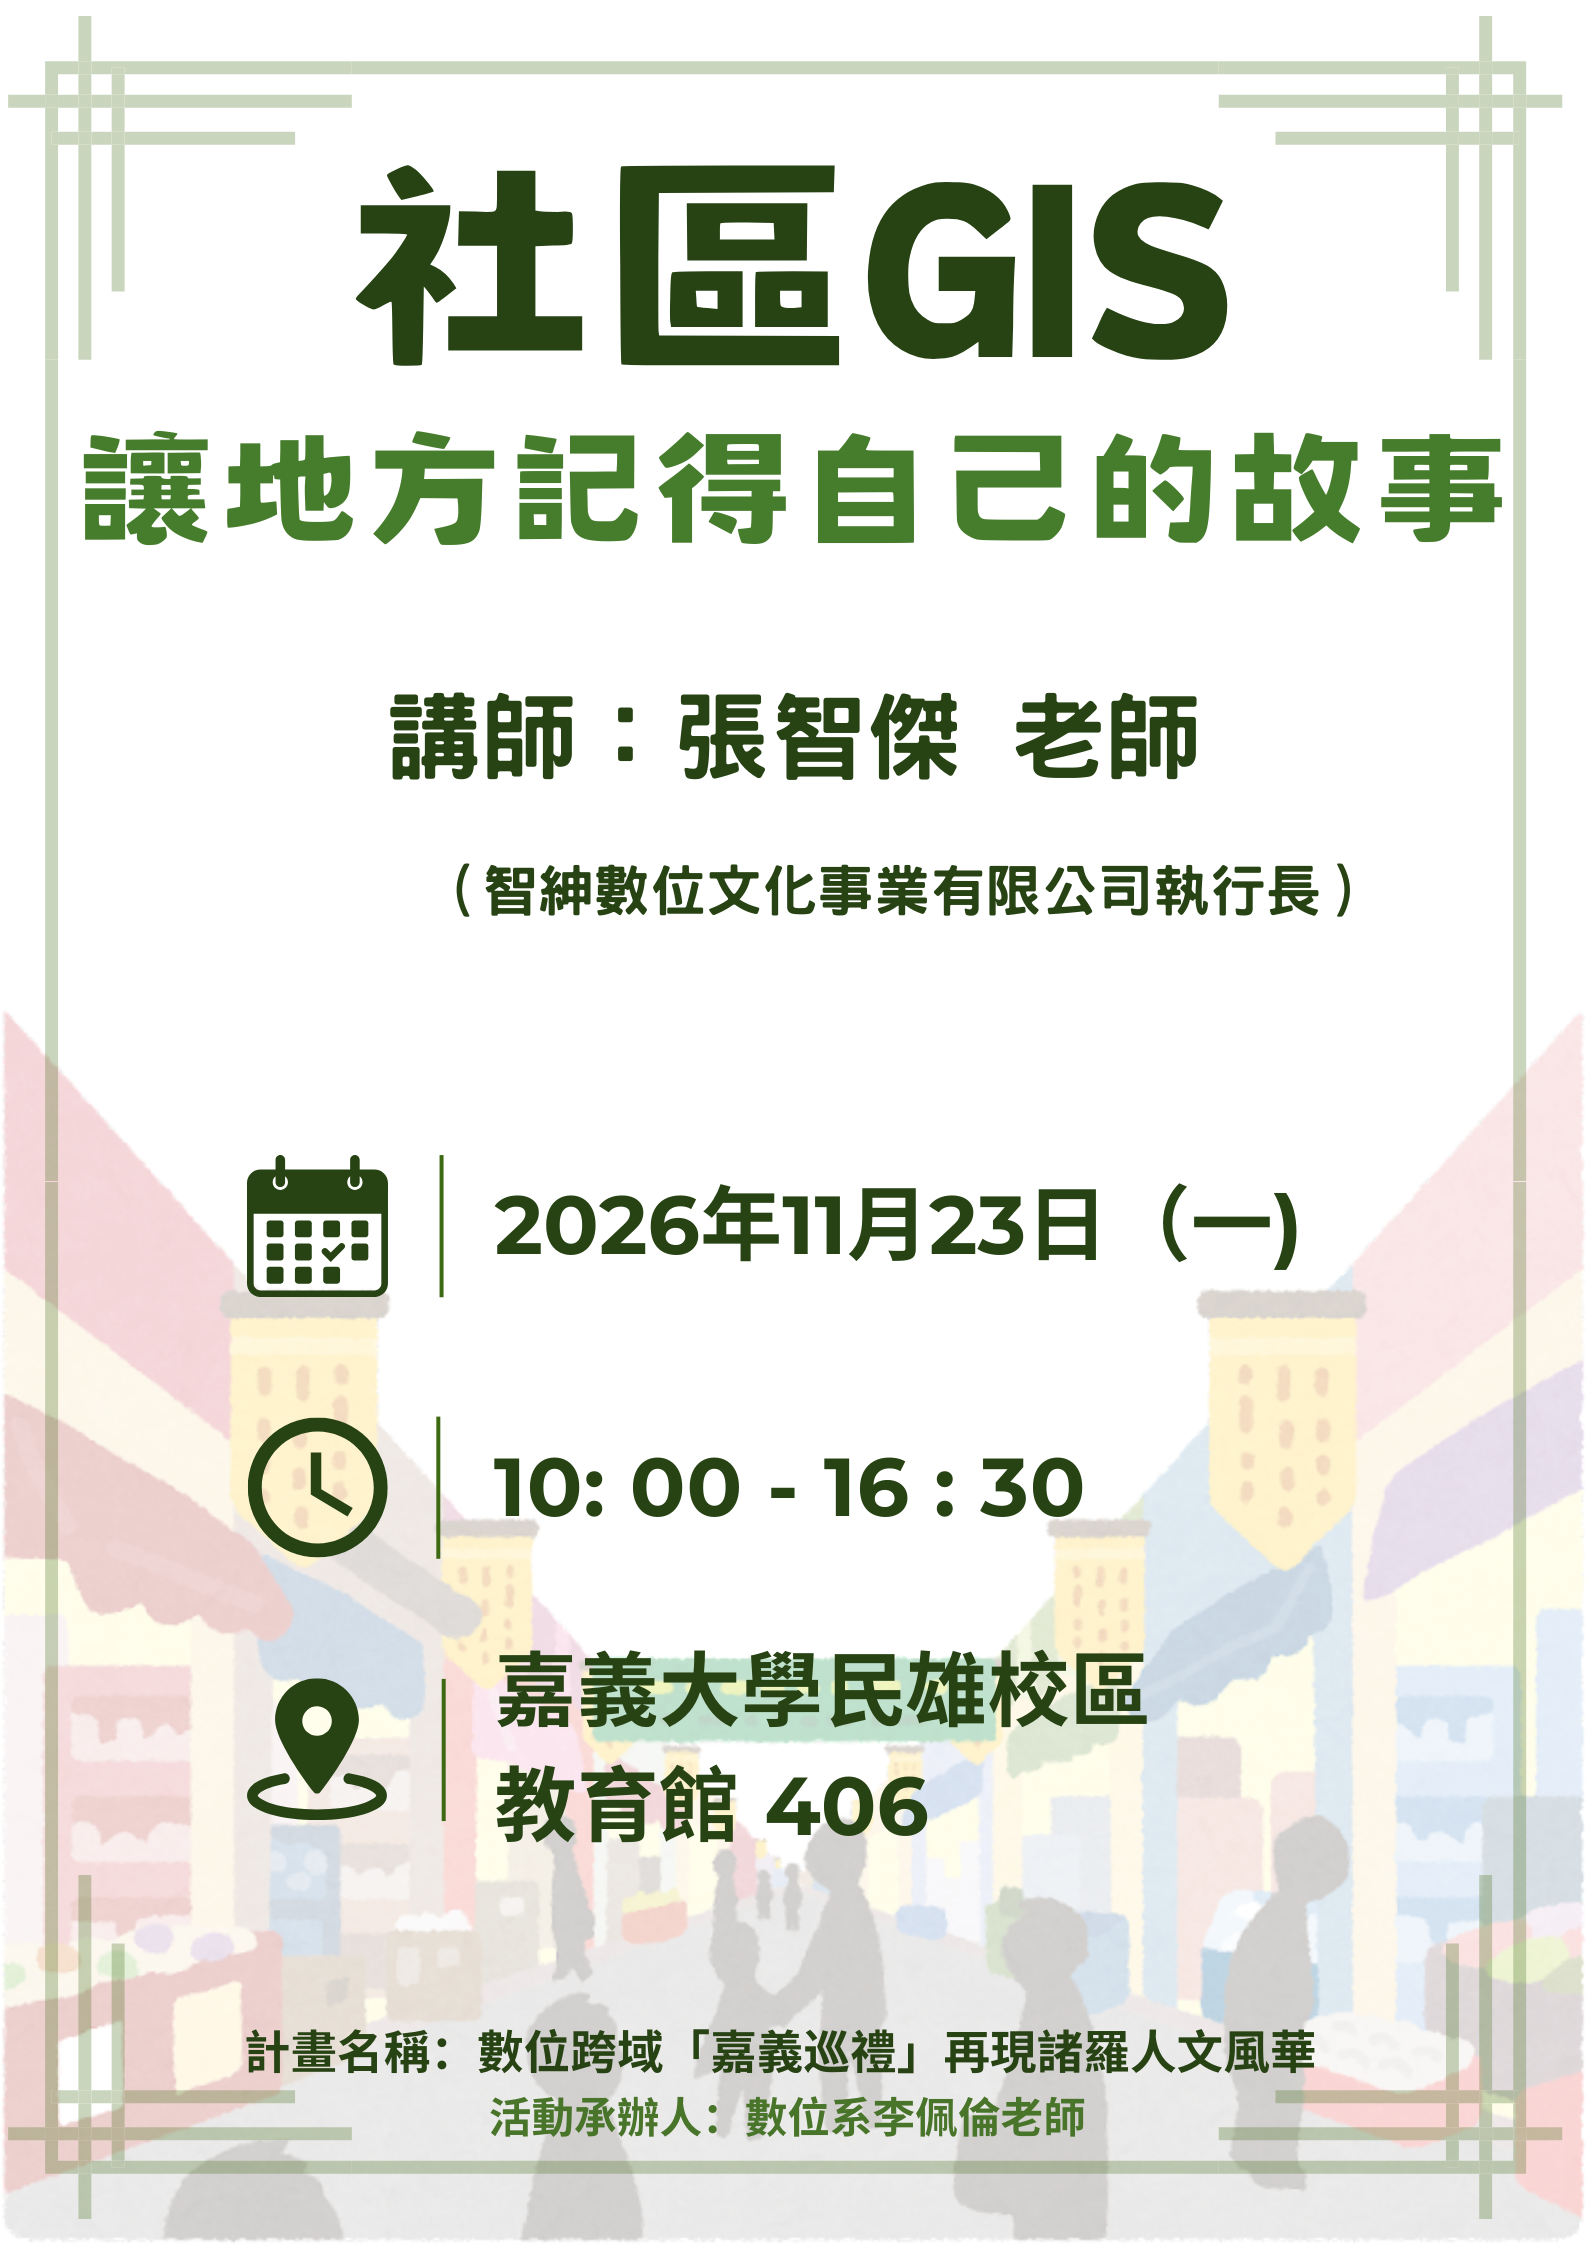 社區GIS
讓地方記得自己的故事
講師：張智傑 老師
（智紳數位文化事業有限公司執行長）
2026年11月23日（一)
10: 00 - 16 : 30
嘉義大學民雄校區
教育館 406
計畫名稱：數位跨域「嘉義巡禮」再現諸羅人文風華
活動承辦人：數位系李佩倫老師